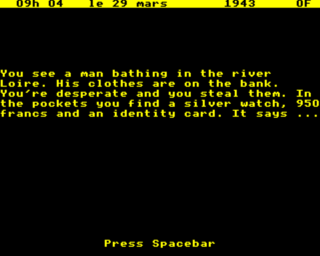 09h 04 le 29 mars 1943 OF
You see a man bathing in the river
Loire. His clothes are on the bank.
You're desperate and you steal them. In
the pockets you find a silver watch, 950
francs and an identity card. It says ...
Press Spacebar